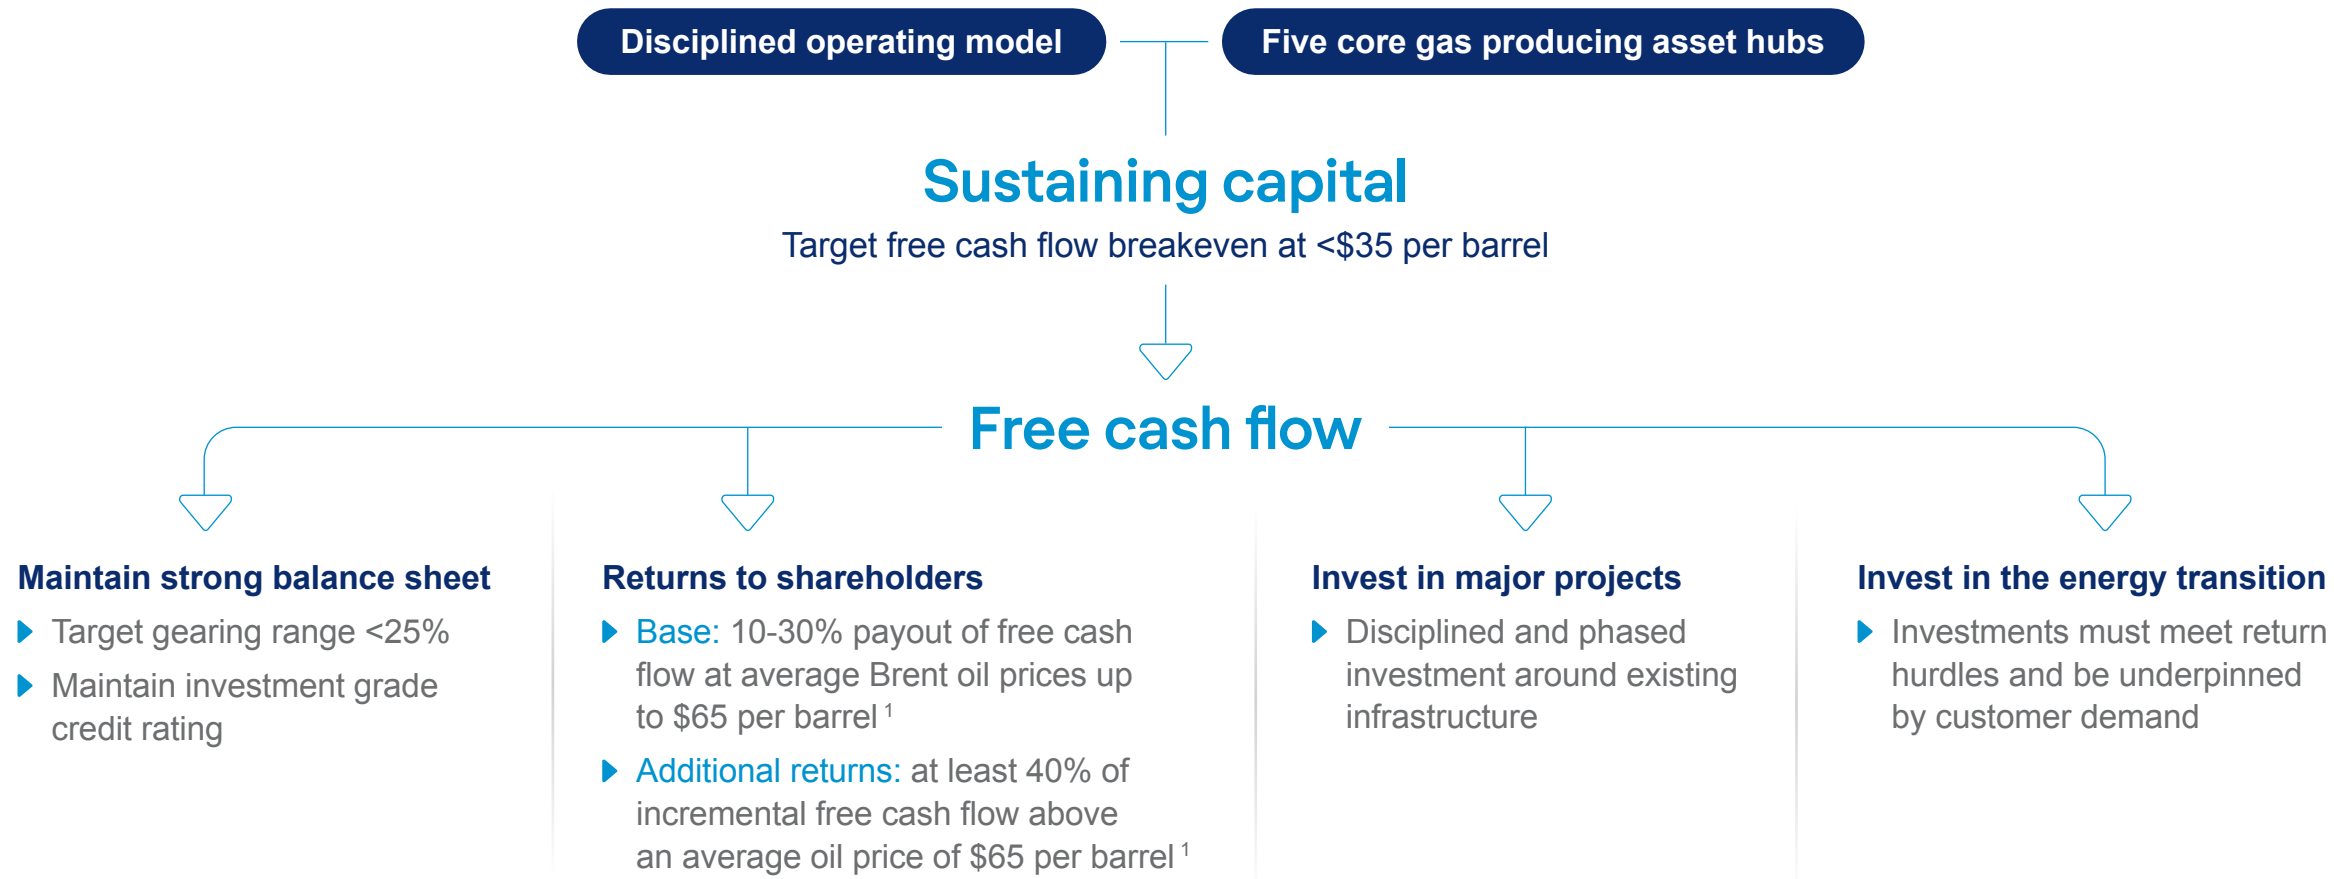 Disciplined operating model
Five core gas producing asset hubs
Sustaining capital
Target free cash flow breakeven at <$35 per barrel
Free cash flow
Maintain strong balance sheet
Target gearing range <25%
Maintain investment grade
credit rating
Returns to shareholders
Base: 10-30% payout of free cash
flow at average Brent oil prices up
to $65 per barrel 1
Additional returns: at least 40% of
incremental free cash flow above
an average oil price of $65 per barrel 1
Invest in major projects
Disciplined and phased
investment around existing
infrastructure
Invest in the energy transition
Investments must meet return
hurdles and be underpinned
by customer demand